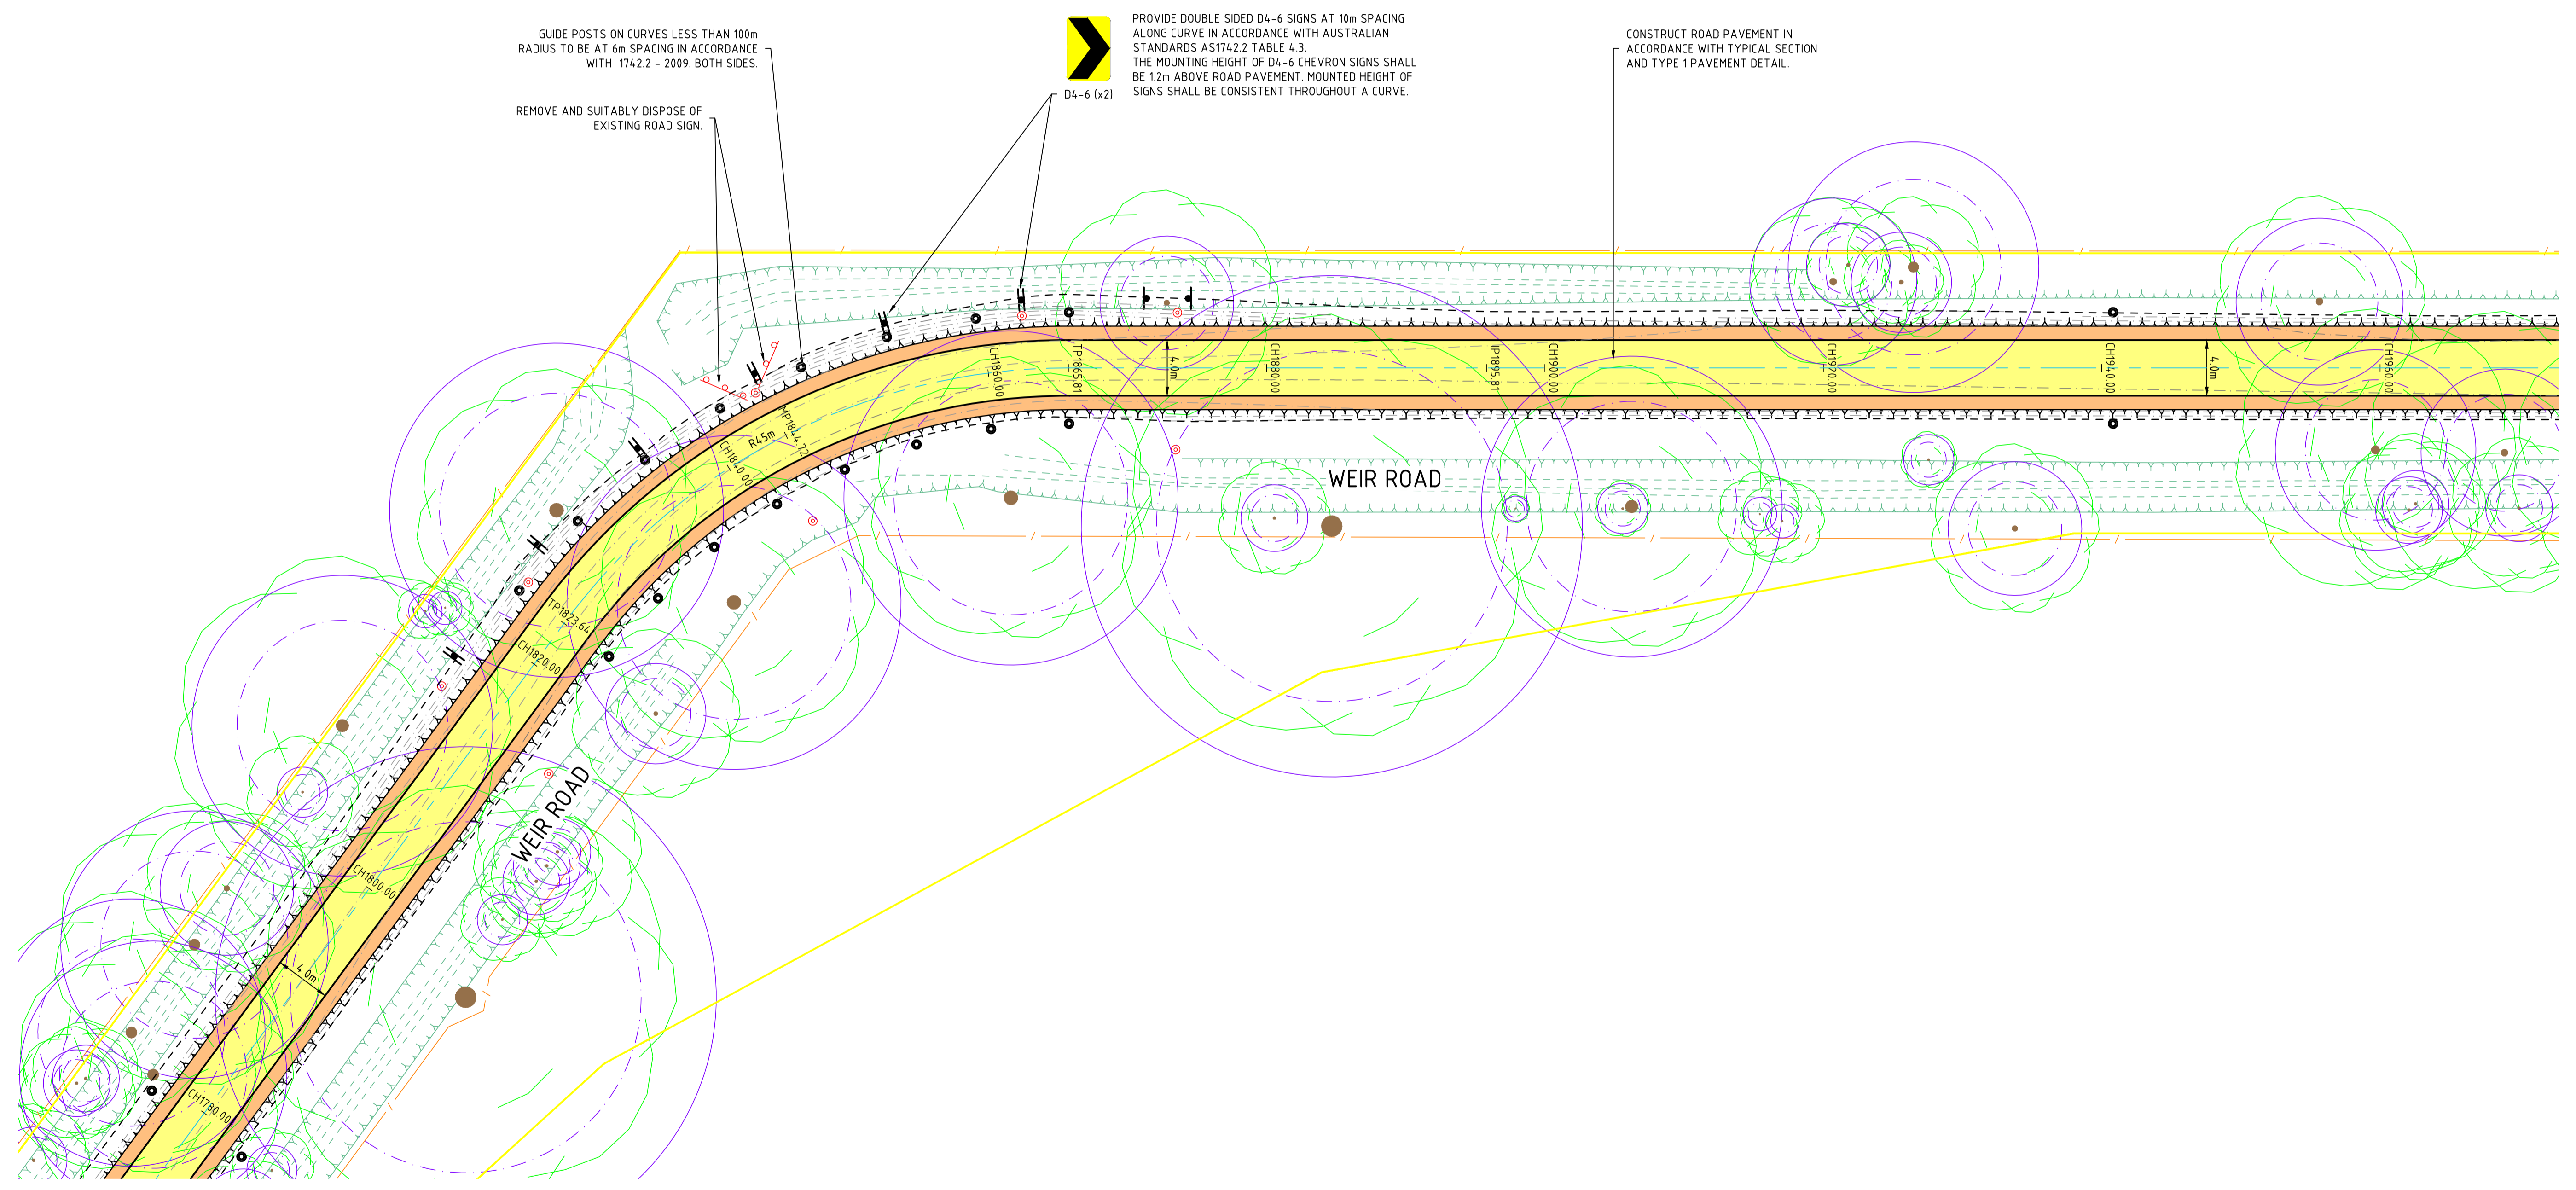 GUIDE POSTS ON CURVES LESS THAN 100m
RADIUS TO BE AT 6m SPACING IN ACCORDANCE
WITH 1742.2 - 2009. BOTH SIDES.
REMOVE AND SUITABLY DISPOSE OF
EXISTING ROAD SIGN.
D4-6 (x2)
PROVIDE DOUBLE SIDED D4-6 SIGNS AT 10m SPACING
ALONG CURVE IN ACCORDANCE WITH AUSTRALIAN
STANDARDS AS1742.2 TABLE 4.3.
THE MOUNTING HEIGHT OF D4-6 CHEVRON SIGNS SHALL
BE 1.2m ABOVE ROAD PAVEMENT. MOUNTED HEIGHT OF
SIGNS SHALL BE CONSISTENT THROUGHOUT A CURVE.
CONSTRUCT ROAD PAVEMENT IN
ACCORDANCE WITH TYPICAL SECTION
AND TYPE 1 PAVEMENT DETAIL.
CH1780.00
4.0m
CH1800.00
CH1820.00
TP1823.64
CH1840.00
R45m
MP1844.72
CH1860.00
TP1865.81
4.0m
CH1880.00
IP1895.81
CH1900.00
CH1920.00
CH1940.00
4.0m
CH1960.00
WEIR ROAD
WEIR ROAD